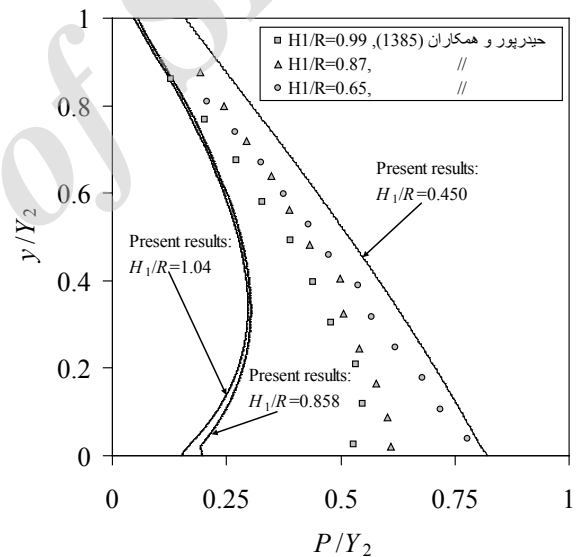 of S
1
0.8
0.6
0.4
0.2
0
y/Y2
H1/R=0.99, حیدرپور و همکاران (1385)
H1/R=0.87, //
H1/R=0.65, //
Present results:
H1/R=0.450
Present results:
H1/R=1.04
Present results:
H1/R=0.858
0 0.25 0.5 0.75 1
P/Y2